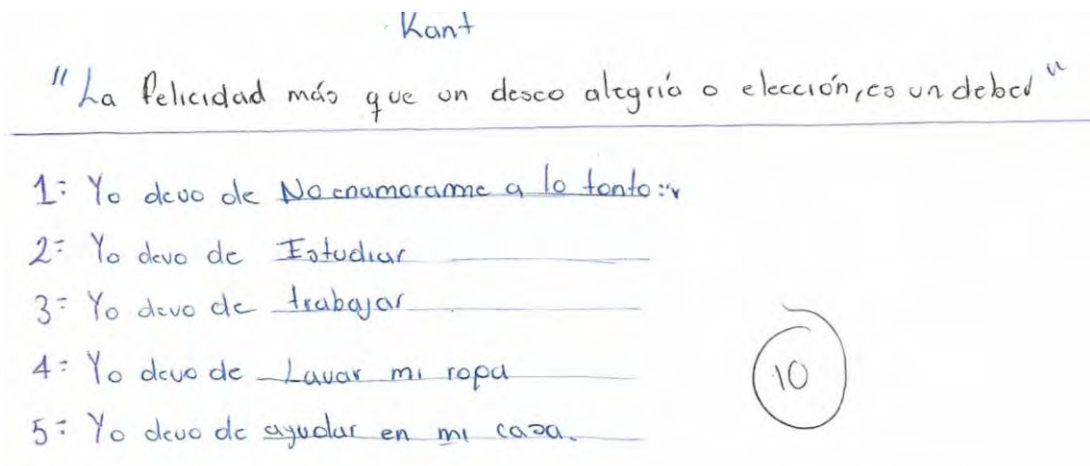 Kant
"La felicidad más que un deseo alegría o elección, es un deber"
1: Yo devo de No enamorarme a lo tonto :v
2: Yo devo de Estudiar
3: Yo devo de trabajar
4: Yo devo de Lavar mi ropa
5: Yo devo de ayudar en mi casa.
10